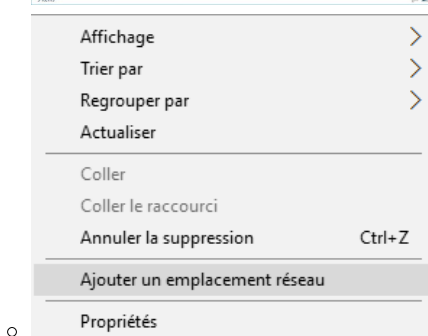 Affichage
Trier par
Regrouper par
Actualiser
Coller
Coller le raccourci
Annuler la suppression Ctrl+Z
Ajouter un emplacement réseau
Propriétés